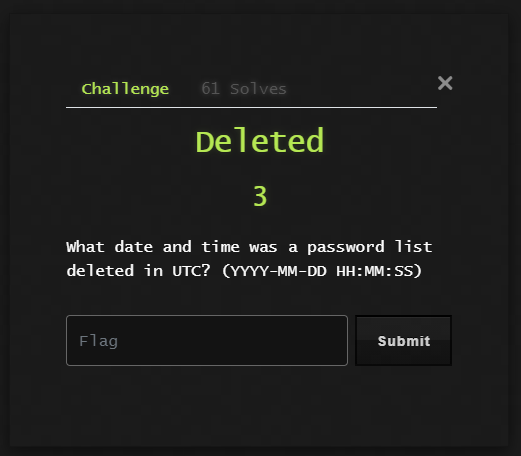 Challenge 61 Solves ×
Deleted
3
What date and time was a password list
deleted in UTC? (YYYY-MM-DD HH:MM:SS)
Flag Submit